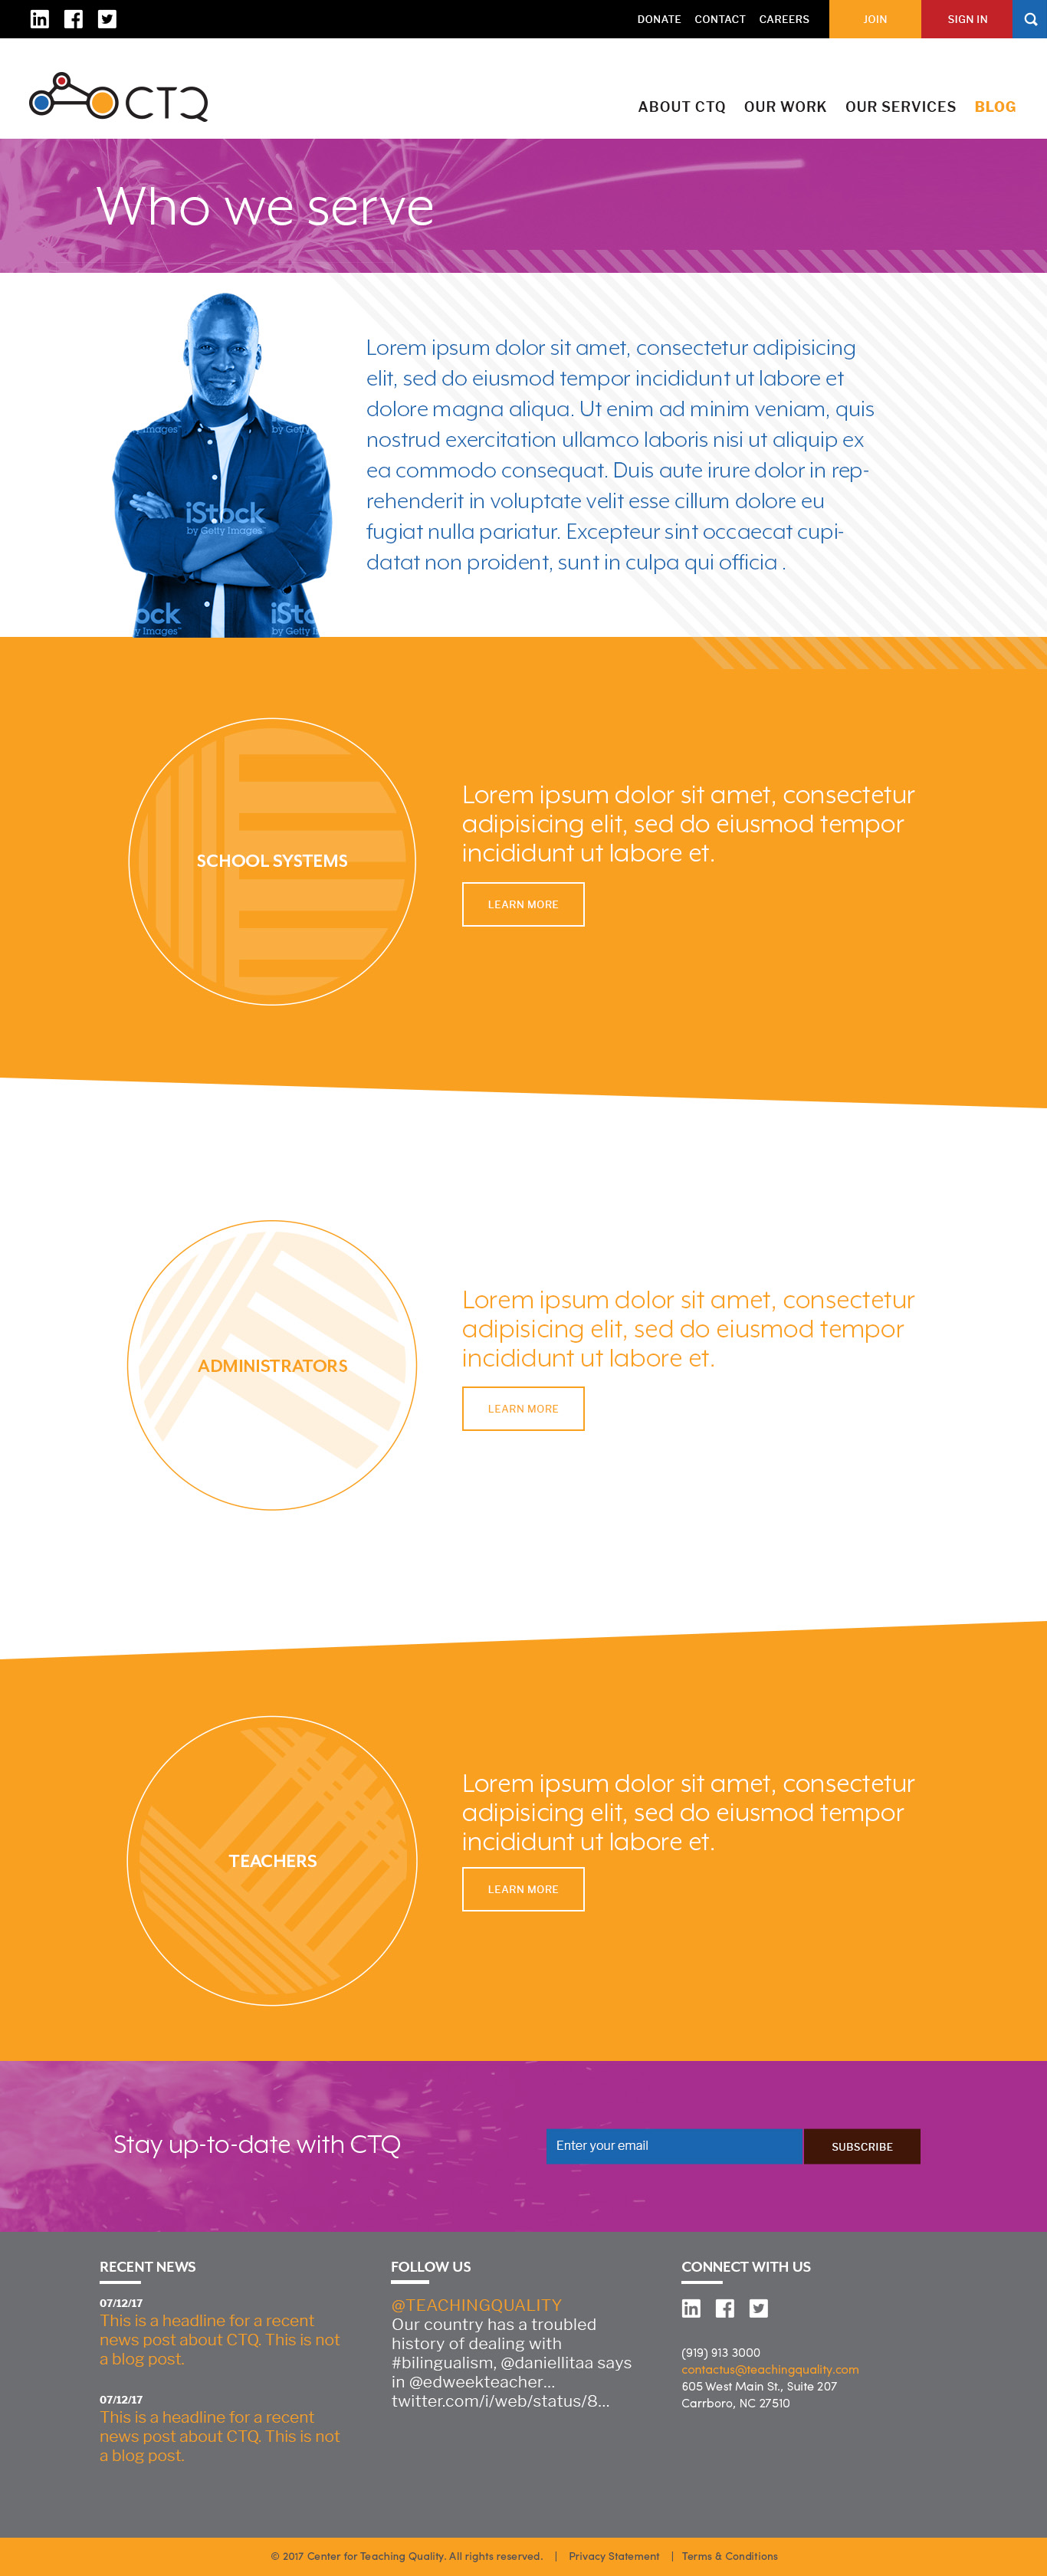 DONATE CONTACT CAREERS JOIN SIGN IN
CTQ
ABOUT CTQ OUR WORK OUR SERVICES BLOG
Who we serve
Lorem ipsum dolor sit amet, consectetur adipisicing
elit, sed do eiusmod tempor incididunt ut labore et
dolore magna aliqua. Ut enim ad minim veniam, quis
nostrud exercitation ullamco laboris nisi ut aliquip ex
ea commodo consequat. Duis aute irure dolor in rep-
rehenderit in voluptate velit esse cillum dolore eu
fugiat nulla pariatur. Excepteur sint occaecat cupi-
datat non proident, sunt in culpa qui officia .
by Getty
iStock
by Getty Images™
iStock
by Getty
SCHOOL SYSTEMS
Lorem ipsum dolor sit amet, consectetur
adipisicing elit, sed do eiusmod tempor
incididunt ut labore et.
LEARN MORE
ADMINISTRATORS
Lorem ipsum dolor sit amet, consectetur
adipisicing elit, sed do eiusmod tempor
incididunt ut labore et.
LEARN MORE
TEACHERS
Lorem ipsum dolor sit amet, consectetur
adipisicing elit, sed do eiusmod tempor
incididunt ut labore et.
LEARN MORE
Stay up-to-date with CTQ
Enter your email
SUBSCRIBE
RECENT NEWS
07/12/17
This is a headline for a recent
news post about CTQ. This is not
a blog post.
07/12/17
This is a headline for a recent
news post about CTQ. This is not
a blog post.
FOLLOW US
@TEACHINGQUALITY
Our country has a troubled
history of dealing with
#bilingualism, @daniellitaa says
in @edweekteacher...
twitter.com/i/web/status/8...
CONNECT WITH US
(919) 913 3000
contactus@teachingquality.com
605 West Main St., Suite 207
Carrboro, NC 27510
© 2017 Center for Teaching Quality. All rights reserved. | Privacy Statement | Terms & Conditions